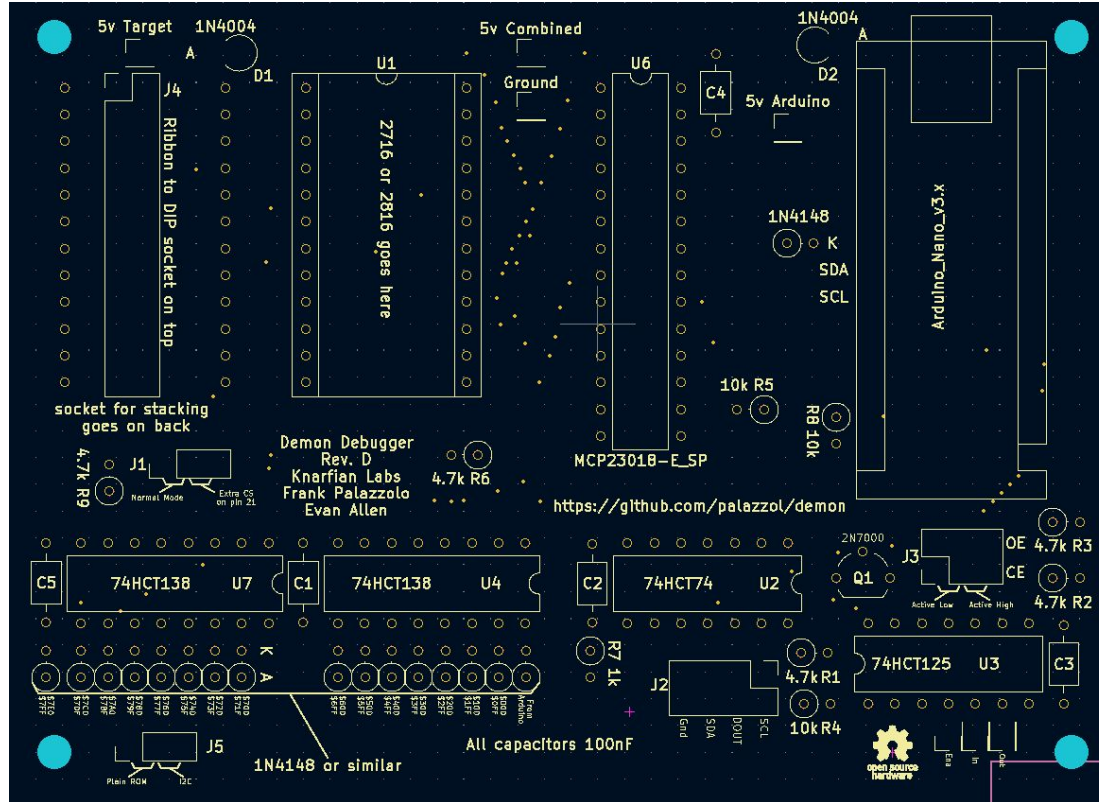 5v Target
1N4004
A
D1
J4
Ribbon to DIP socket on top
socket for stacking
goes on back
U1
2716 or 2816 goes here
5v Combined
Ground
U6
MCP23018-E_SP
C4
1N4004
A
D2
5v Arduino
1N4148
K
SDA
SCL
Arduino_Nano_v3.x
10k R5
R8 10k
4.7k R9
J1
Normal Mode
Extra CS
on pin 21
Demon Debugger
Rev. D
Knarfian Labs
Frank Palazzolo
Evan Allen
4.7k R6
https://github.com/palazzol/demon
C5
74HCT138
U7
C1
74HCT138
U4
C2
74HCT74
U2
2N7000
Q1
J3
OE
CE
Active Low
Active High
4.7k R3
4.7k R2
K
A
R7 1k
J2
Gnd
SDA
DOUT
SCL
4.7k R1
10k R4
74HCT125
U3
C3
From
Arduino
J5
Plain ROM
I2C
1N4148 or similar
All capacitors 100nF
open source
hardware
Ena
In
Out